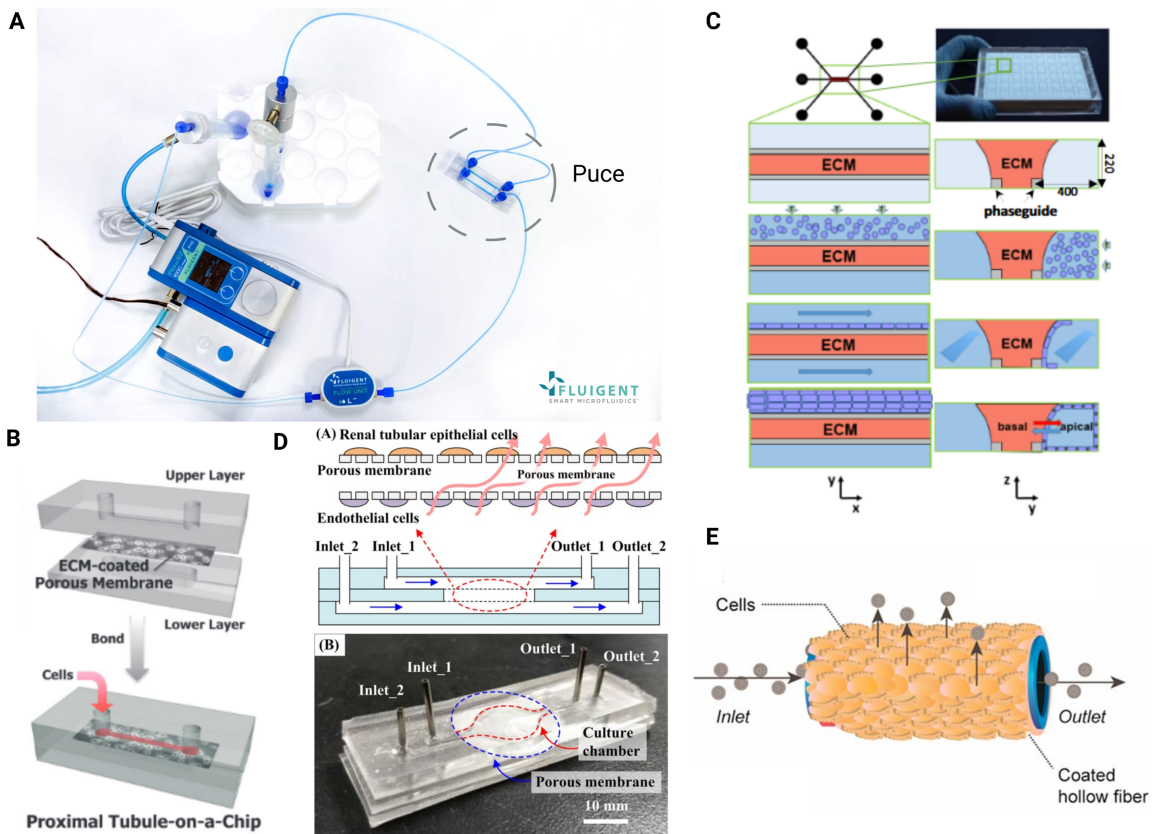 A
Puce
FLUIGENT
FLOW UNIT
L
FLUIGENT
SMART MICROFLUIDICS
B
Upper Layer
ECM-coated
Porous Membrane
Lower Layer
Bond
Cells
Proximal Tubule-on-a-Chip
C
ECM
ECM
220
400
phaseguide
ECM
ECM
ECM
ECM
ECM
basal
apical
y
x
z
y
D
(A)
Renal tubular epithelial cells
Porous membrane
Porous membrane
Endothelial cells
Inlet_2
Inlet_1
Outlet_1
Outlet_2
(B)
Inlet_1
Inlet_2
Outlet_1
Outlet_2
Culture
chamber
Porous membrane
10 mm
E
Cells
Inlet
Outlet
Coated
hollow fiber